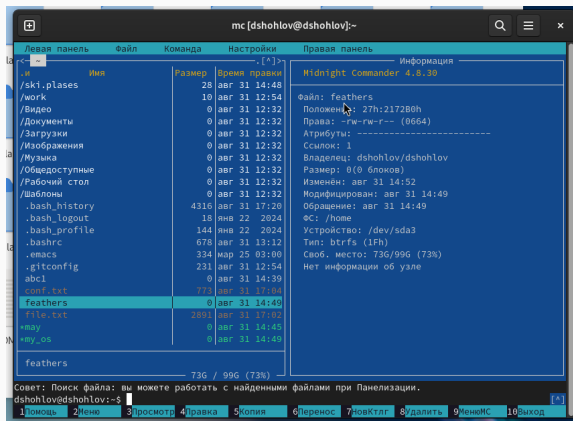 mc [dshohlov@dshohlov]:~
Левая панель Файл Команда Настройки Правая панель
<— ~ .[^]> Информация
.и Имя Размер Время правки Midnight Commander 4.8.30
/ski.plases 28 авг 31 14:48
/work 10 авг 31 12:54 Файл: feathers
/Видео 0 авг 31 12:32 Положение: 27h:2172B0h
/Документы 0 авг 31 12:32 Права: -rw-rw-r-- (0664)
/Загрузки 0 авг 31 12:32 Атрибуты: ----------------------
/Изображения 0 авг 31 12:32 Ссылок: 1
/Музыка 0 авг 31 12:32 Владелец: dshohlov/dshohlov
/Общедоступные 0 авг 31 12:32 Размер: 0(0 блоков)
/Рабочий стол 0 авг 31 12:32 Изменён: авг 31 14:52
/Шаблоны 0 авг 31 12:32 Модифицирован: авг 31 14:49
.bash_history 4316 авг 31 17:20 Обращение: авг 31 14:49
.bash_logout 18 янв 22 2024 ФС: /home
.bash_profile 144 янв 22 2024 Устройство: /dev/sda3
.bashrc 678 авг 31 13:12 Тип: btrfs (1Fh)
.emacs 334 мар 25 03:00 Своб. место: 73G/99G (73%)
.gitconfig 231 авг 31 12:54 Нет информации об узле
abc1 0 авг 31 14:39
conf.txt 773 авг 31 17:04
feathers 0 авг 31 14:49
file.txt 2891 авг 31 17:02
*may 0 авг 31 14:45
*my_os 0 авг 31 14:49
feathers
73G / 99G (73%)
Совет: Поиск файла: вы можете работать с найденными файлами при Панелизации.
dshohlov@dshohlov:~$ [^]
1Помощь 2Меню 3Просмотр 4Правка 5Копия 6Перенос 7НовКтлг 8Удалить 9МенюMC 10Выход